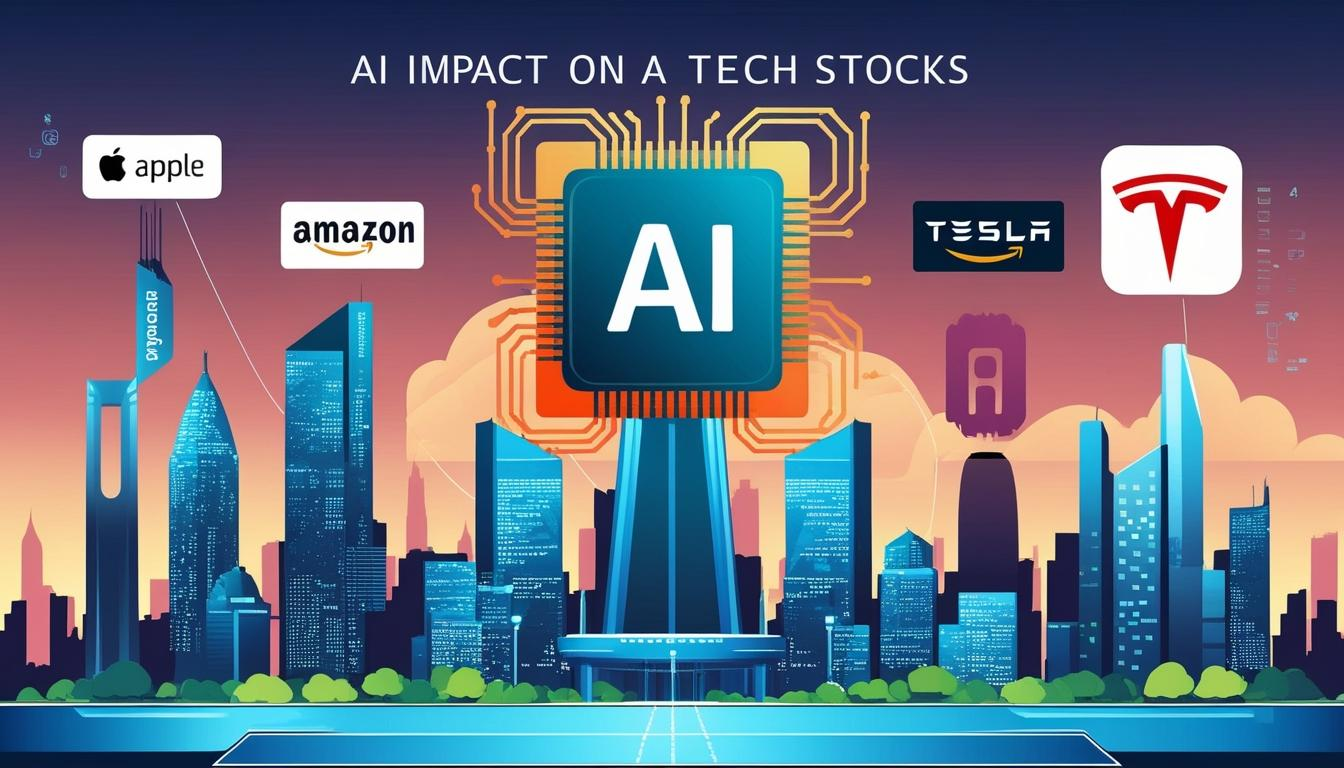 AI IMPACT ON A TECH STOCKS
apple
amazon
TESLA
AI